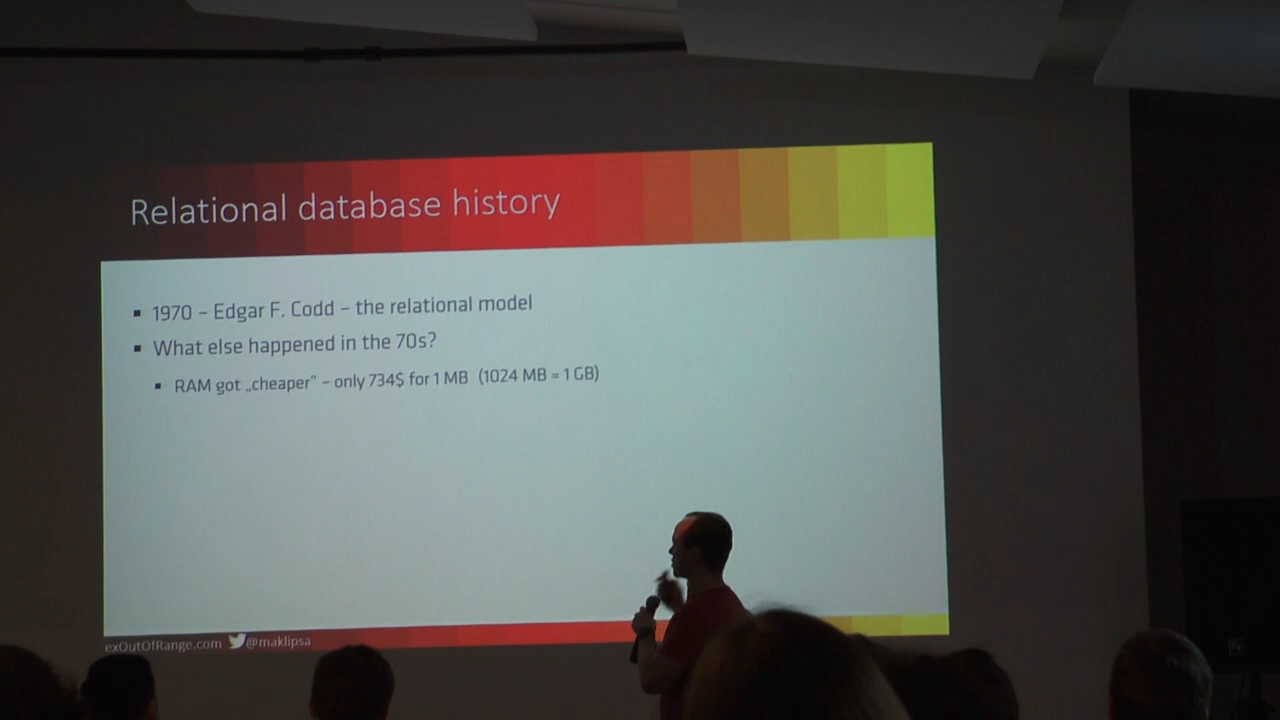 Relational database history
▪ 1970 – Edgar F. Codd – the relational model
▪ What else happened in the 70s?
▪ RAM got „cheaper” – only 734$ for 1 MB (1024 MB = 1 GB)
exOutOfRange.com @maklipsa